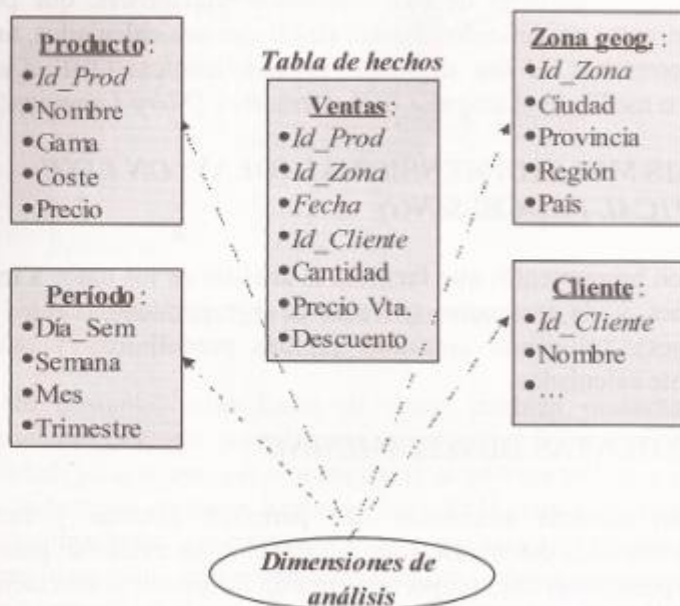 Producto:
•Id_Prod
•Nombre
•Gama
•Coste
•Precio
Período:
•Día_Sem
•Semana
•Mes
•Trimestre
Tabla de hechos
Ventas:
•Id_Prod
•Id_Zona
•Fecha
•Id_Cliente
•Cantidad
•Precio Vta.
•Descuento
Zona geog.:
•Id_Zona
•Ciudad
•Provincia
•Región
•País
Cliente:
•Id_Cliente
•Nombre
•…
Dimensiones de
análisis